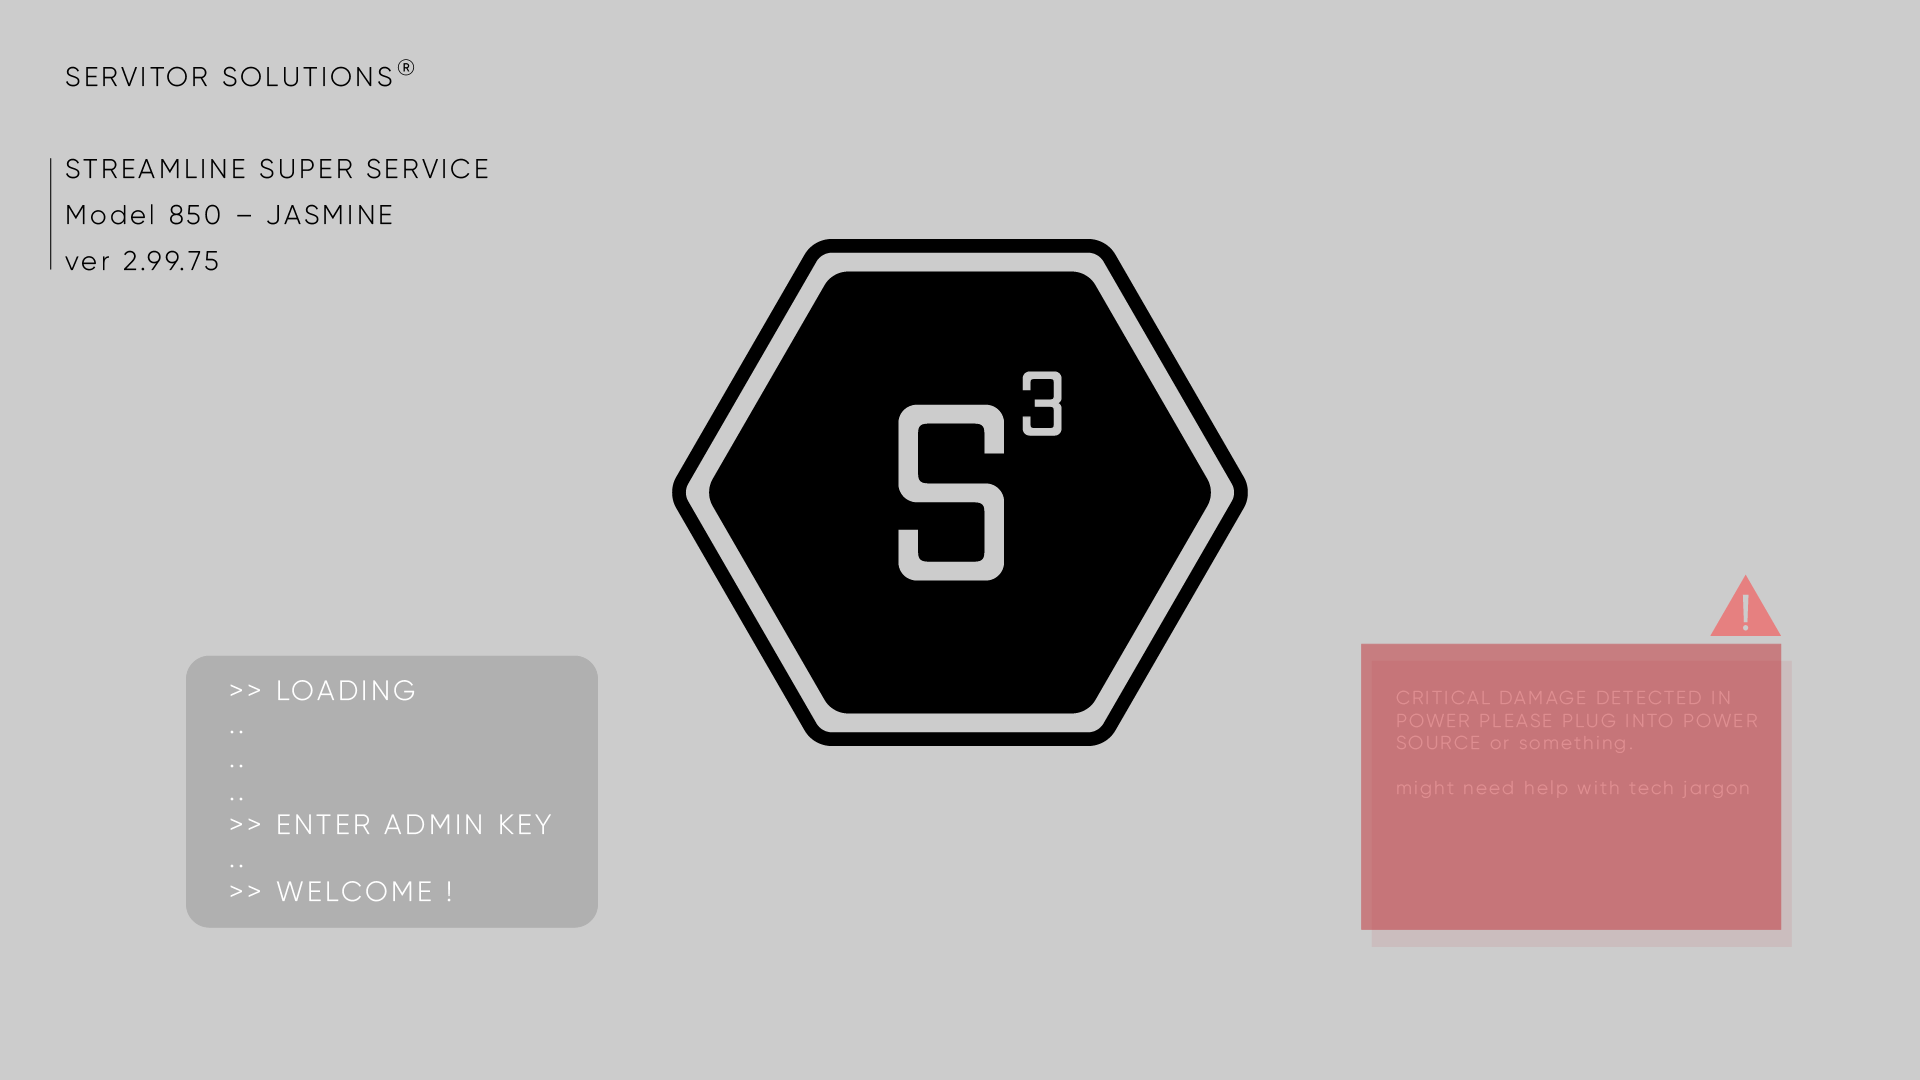 SERVITOR SOLUTIONS®
STREAMLINE SUPER SERVICE
Model 850 – JASMINE
ver 2.99.75
S³
>> LOADING
..
..
..
>> ENTER ADMIN KEY
..
>> WELCOME !
!
CRITICAL DAMAGE DETECTED IN
POWER PLEASE PLUG INTO POWER
SOURCE or something.
might need help with tech jargon